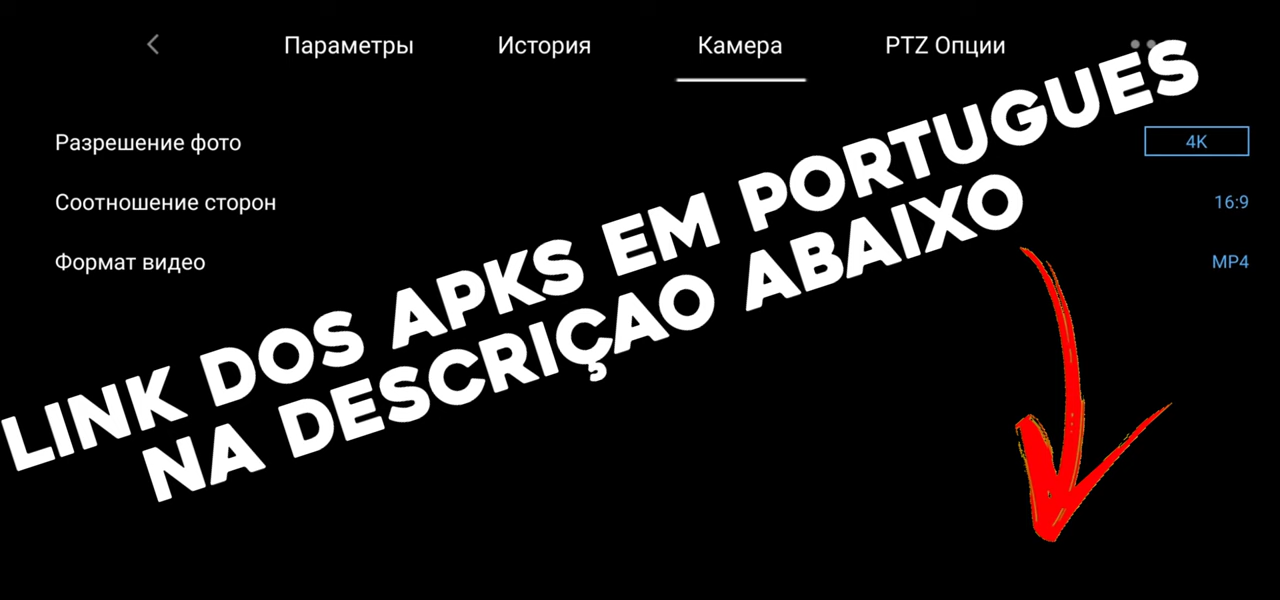 Параметры История Камера PTZ Опции
Разрешение фото 4K
Соотношение сторон 16:9
Формат видео MP4
LINK DOS APKS EM PORTUGUES
NA DESCRIÇAO ABAIXO